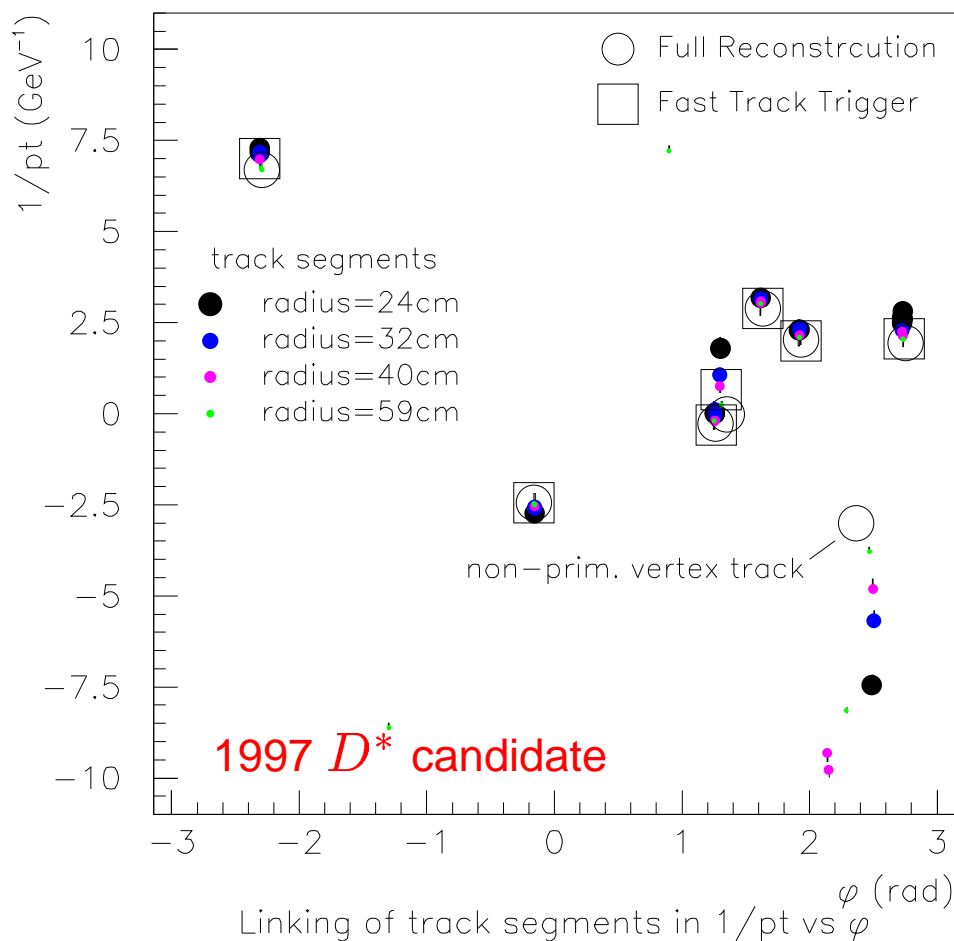 10
7.5
5
2.5
0
−2.5
−5
−7.5
−10
1/pt (GeV⁻¹)
Full Reconstrcution
Fast Track Trigger
track segments
radius=24cm
radius=32cm
radius=40cm
radius=59cm
non−prim. vertex track
1997 D* candidate
−3 −2 −1 0 1 2 3
φ (rad)
Linking of track segments in 1/pt vs φ